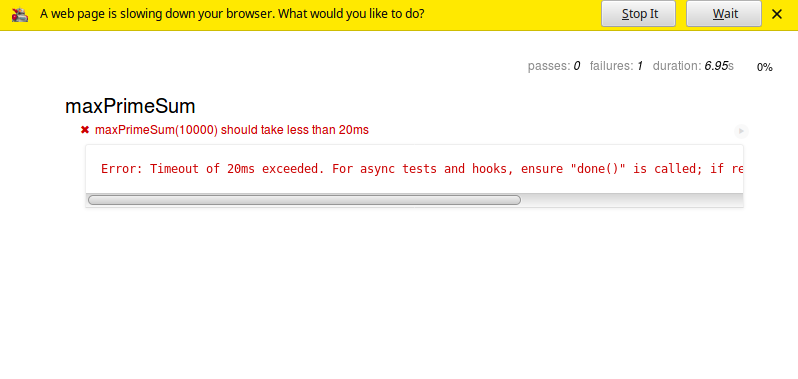 A web page is slowing down your browser. What would you like to do?
Stop It
Wait
passes: 0 failures: 1 duration: 6.95s 0%
maxPrimeSum
✖ maxPrimeSum(10000) should take less than 20ms
Error: Timeout of 20ms exceeded. For async tests and hooks, ensure "done()" is called; if re